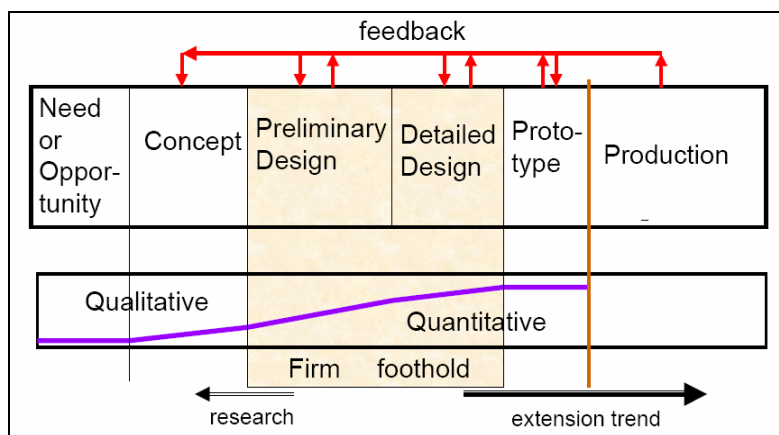 feedback
Need
or
Oppor-
tunity
Concept
Preliminary
Design
Detailed
Design
Proto-
type
Production
Qualitative
Quantitative
Firm foothold
research
extension trend